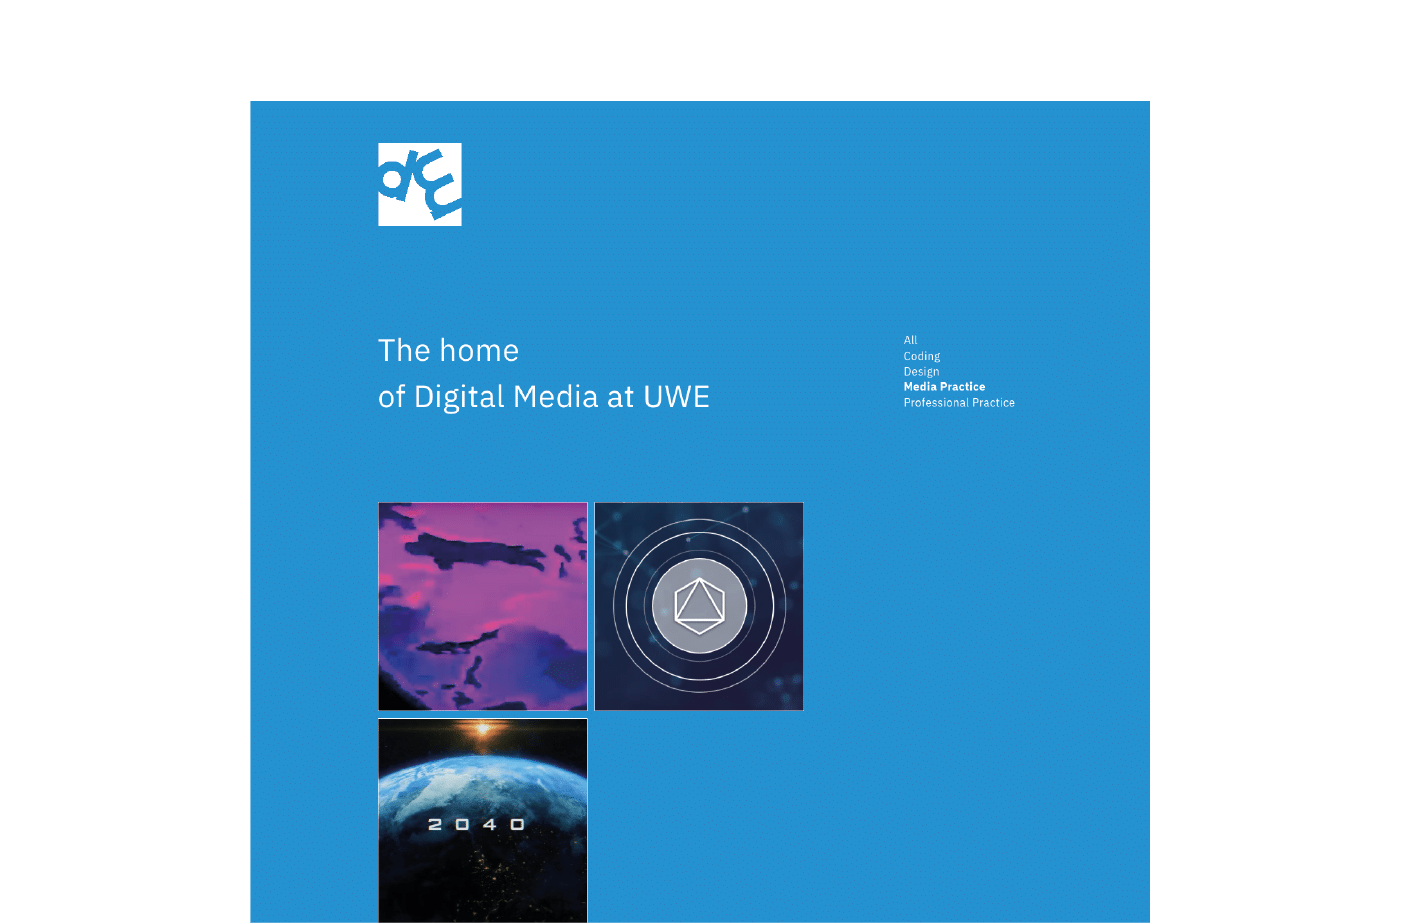 The home
of Digital Media at UWE
All
Coding
Design
Media Practice
Professional Practice
2040